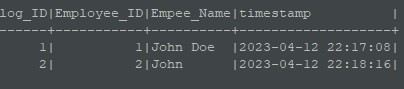 log_ID|Employee_ID|Empee_Name|timestamp          |
------+-----------+----------+-------------------+
     1|          1|John Doe  |2023-04-12 22:17:08|
     2|          2|John      |2023-04-12 22:18:16|